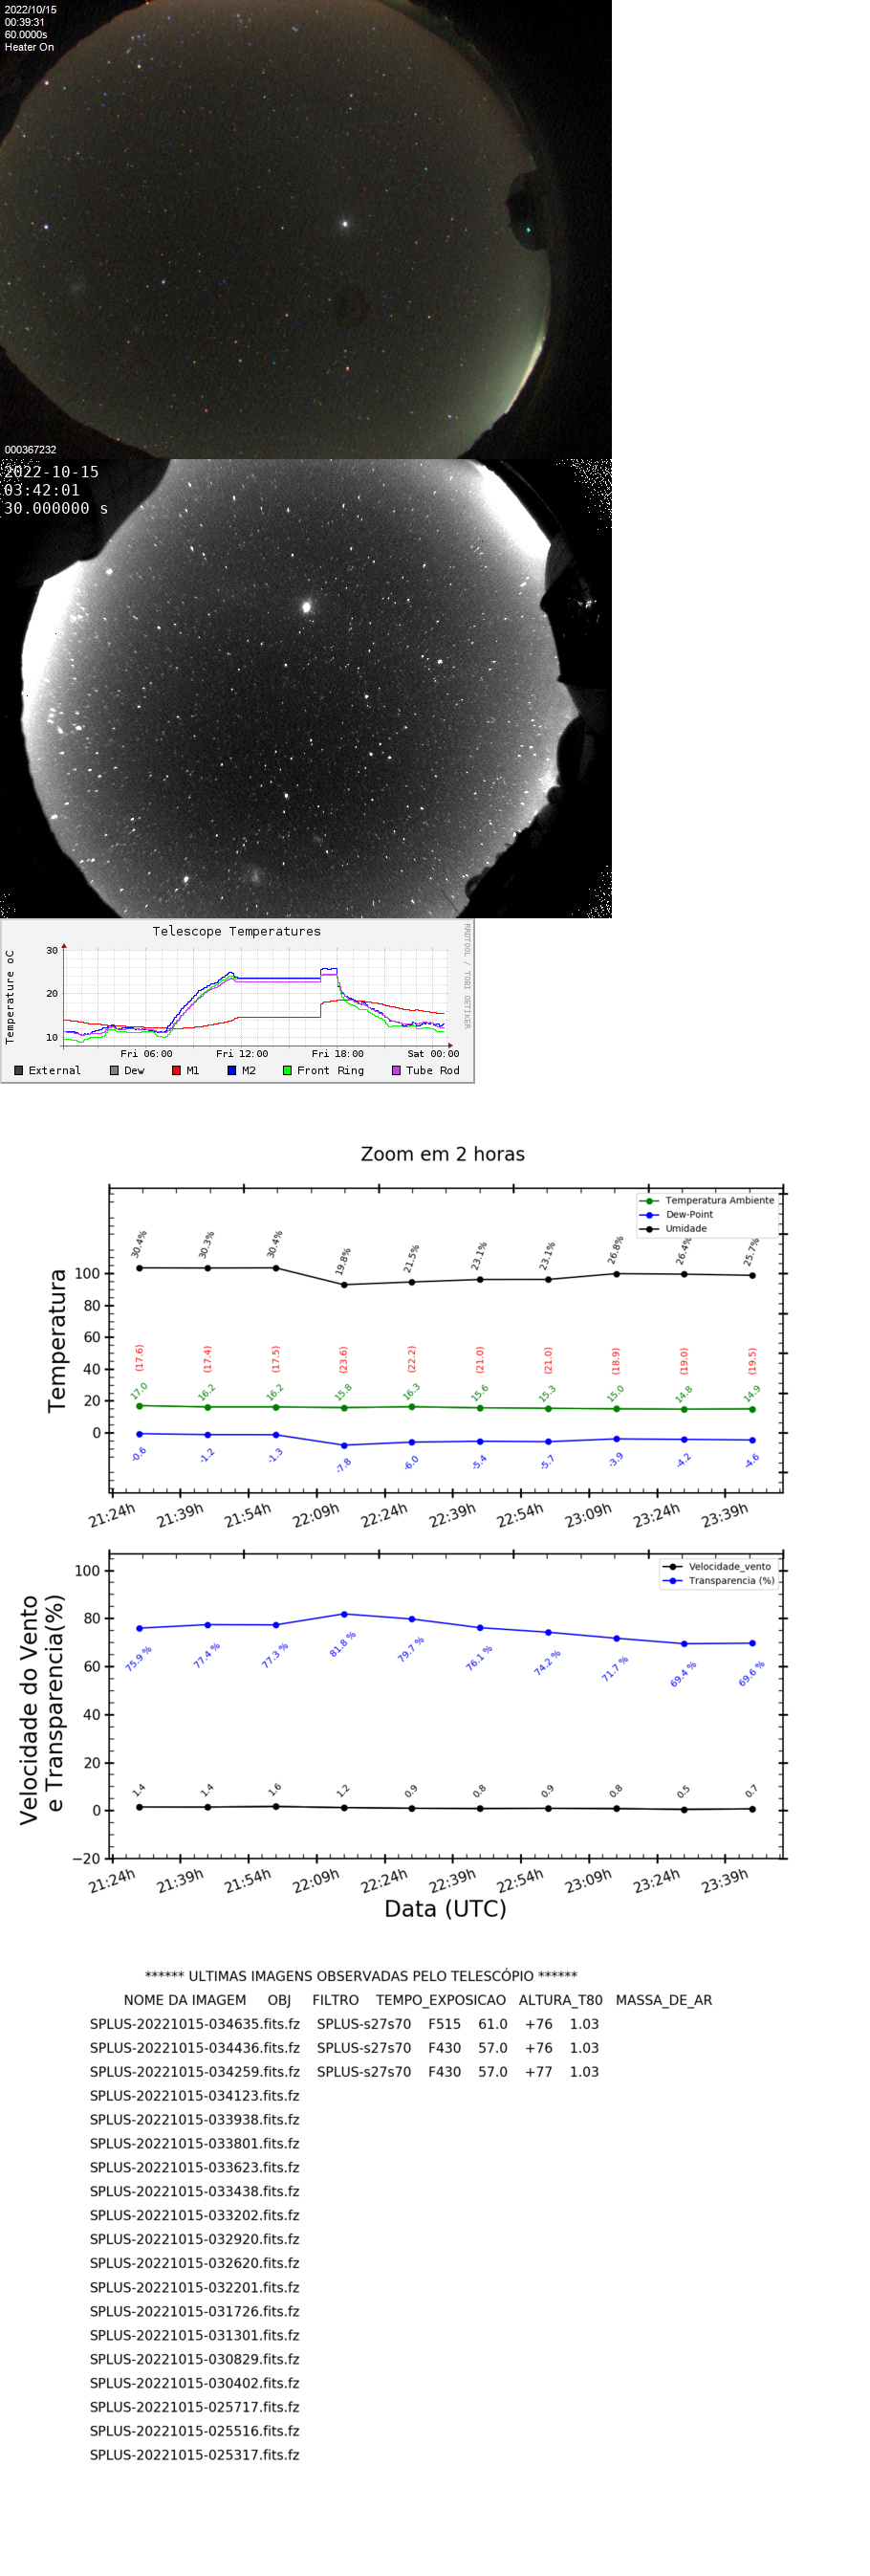 2022/10/15
00:39:31
60.0000s
Heater On
000367232
2022-10-15
03:42:01
30.000000 s
Telescope Temperatures
RRDTOOL / TOBI OETIKER
Temperature oC
30
20
10
Fri 06:00 Fri 12:00 Fri 18:00 Sat 00:00
External Dew M1 M2 Front Ring Tube Rod
Zoom em 2 horas
Temperatura Ambiente
Dew-Point
Umidade
Temperatura
100
80
60
40
20
0
30.4% 30.3% 30.4% 19.8% 21.5% 23.1% 23.1% 26.8% 26.4% 25.7%
(17.6) (17.4) (17.5) (23.6) (22.2) (21.0) (21.0) (18.9) (19.0) (19.5)
17.0 16.2 16.2 15.8 16.3 15.6 15.3 15.0 14.8 14.9
-0.6 -1.2 -1.3 -7.8 -6.0 -5.4 -5.7 -3.9 -4.2 -4.6
21:24h 21:39h 21:54h 22:09h 22:24h 22:39h 22:54h 23:09h 23:24h 23:39h
Velocidade_vento
Transparencia (%)
Velocidade do Vento
e Transparencia(%)
100
80
60
40
20
0
−20
75.9 % 77.4 % 77.3 % 81.8 % 79.7 % 76.1 % 74.2 % 71.7 % 69.4 % 69.6 %
1.4 1.4 1.6 1.2 0.9 0.8 0.9 0.8 0.5 0.7
21:24h 21:39h 21:54h 22:09h 22:24h 22:39h 22:54h 23:09h 23:24h 23:39h
Data (UTC)
****** ULTIMAS IMAGENS OBSERVADAS PELO TELESCÓPIO ******
NOME DA IMAGEM OBJ FILTRO TEMPO_EXPOSICAO ALTURA_T80 MASSA_DE_AR
SPLUS-20221015-034635.fits.fz SPLUS-s27s70 F515 61.0 +76 1.03
SPLUS-20221015-034436.fits.fz SPLUS-s27s70 F430 57.0 +76 1.03
SPLUS-20221015-034259.fits.fz SPLUS-s27s70 F430 57.0 +77 1.03
SPLUS-20221015-034123.fits.fz
SPLUS-20221015-033938.fits.fz
SPLUS-20221015-033801.fits.fz
SPLUS-20221015-033623.fits.fz
SPLUS-20221015-033438.fits.fz
SPLUS-20221015-033202.fits.fz
SPLUS-20221015-032920.fits.fz
SPLUS-20221015-032620.fits.fz
SPLUS-20221015-032201.fits.fz
SPLUS-20221015-031726.fits.fz
SPLUS-20221015-031301.fits.fz
SPLUS-20221015-030829.fits.fz
SPLUS-20221015-030402.fits.fz
SPLUS-20221015-025717.fits.fz
SPLUS-20221015-025516.fits.fz
SPLUS-20221015-025317.fits.fz